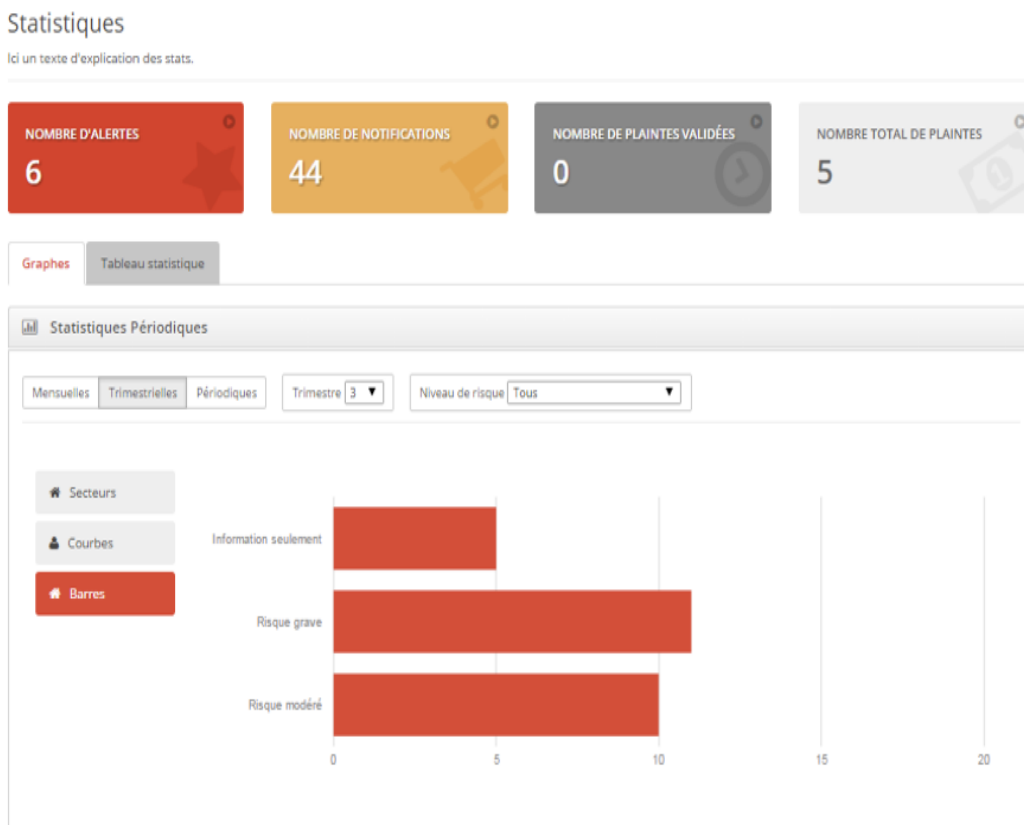 Statistiques
Ici un texte d'explication des stats.
NOMBRE D'ALERTES
6
NOMBRE DE NOTIFICATIONS
44
NOMBRE DE PLAINTES VALIDÉES
0
NOMBRE TOTAL DE PLAINTES
5
Graphes Tableau statistique
Statistiques Périodiques
Mensuelles Trimestrielles Périodiques Trimestre 3 Niveau de risque Tous
Secteurs
Courbes
Barres
Information seulement
Risque grave
Risque modéré
0 5 10 15 20